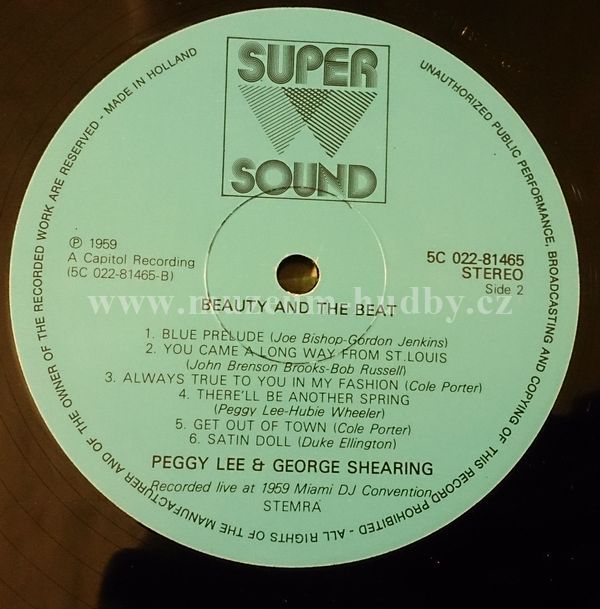 SUPER
SOUND
MADE IN HOLLAND - ALL RIGHTS OF THE MANUFACTURER AND OF THE OWNER OF THE RECORDED WORK ARE RESERVED -
UNAUTHORIZED PUBLIC PERFORMANCE, BROADCASTING AND COPYING OF THIS RECORD PROHIBITED -
℗ 1959
A Capitol Recording
(5C 022-81465-B)
5C 022-81465
STEREO
Side 2
www.museum-hudby.cz
BEAUTY AND THE BEAT
1. BLUE PRELUDE (Joe Bishop-Gordon Jenkins)
2. YOU CAME A LONG WAY FROM ST.LOUIS
(John Brenson Brooks-Bob Russell)
3. ALWAYS TRUE TO YOU IN MY FASHION (Cole Porter)
4. THERE'LL BE ANOTHER SPRING
(Peggy Lee-Hubie Wheeler)
5. GET OUT OF TOWN (Cole Porter)
6. SATIN DOLL (Duke Ellington)
PEGGY LEE & GEORGE SHEARING
Recorded live at 1959 Miami DJ Convention
STEMRA